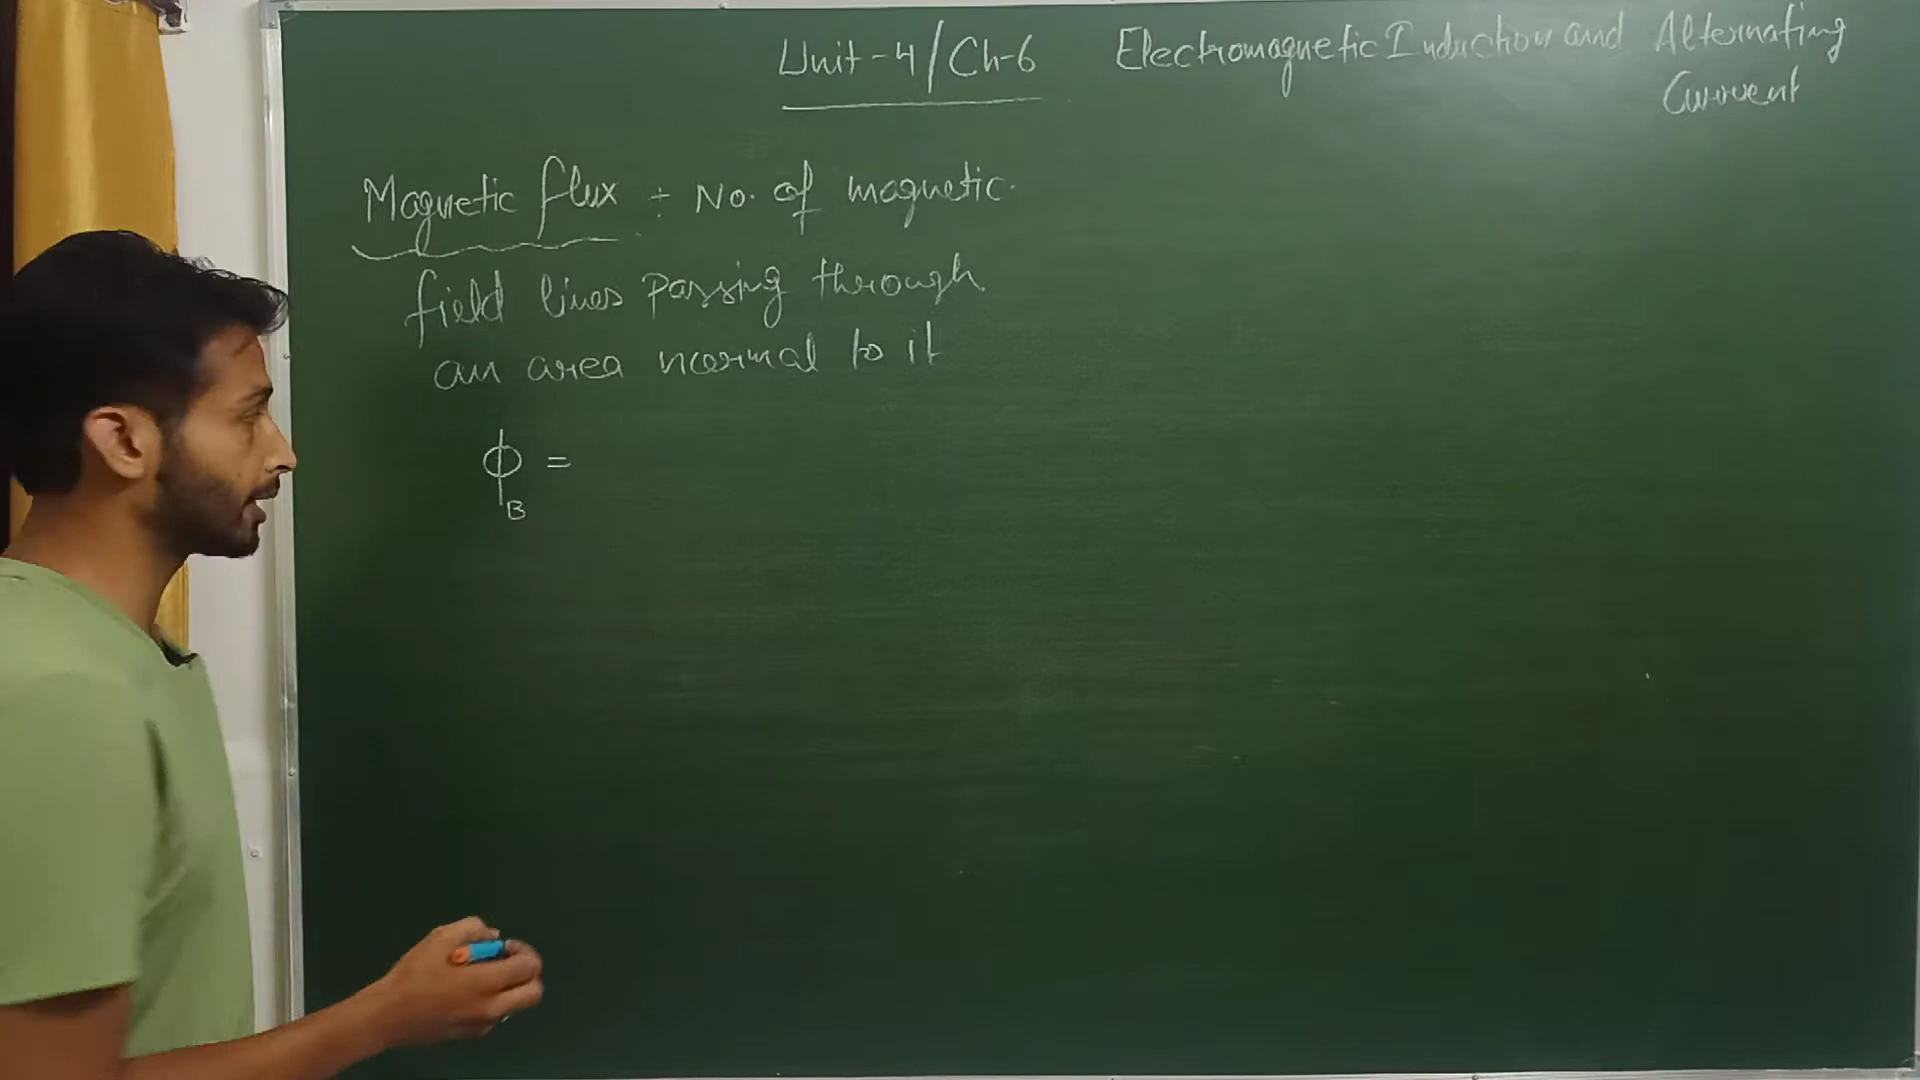 Unit-4/Ch-6 Electromagnetic Induction and Alternating
Current
Magnetic flux ÷ No. of magnetic
field lines passing through
an area normal to it
ϕB =